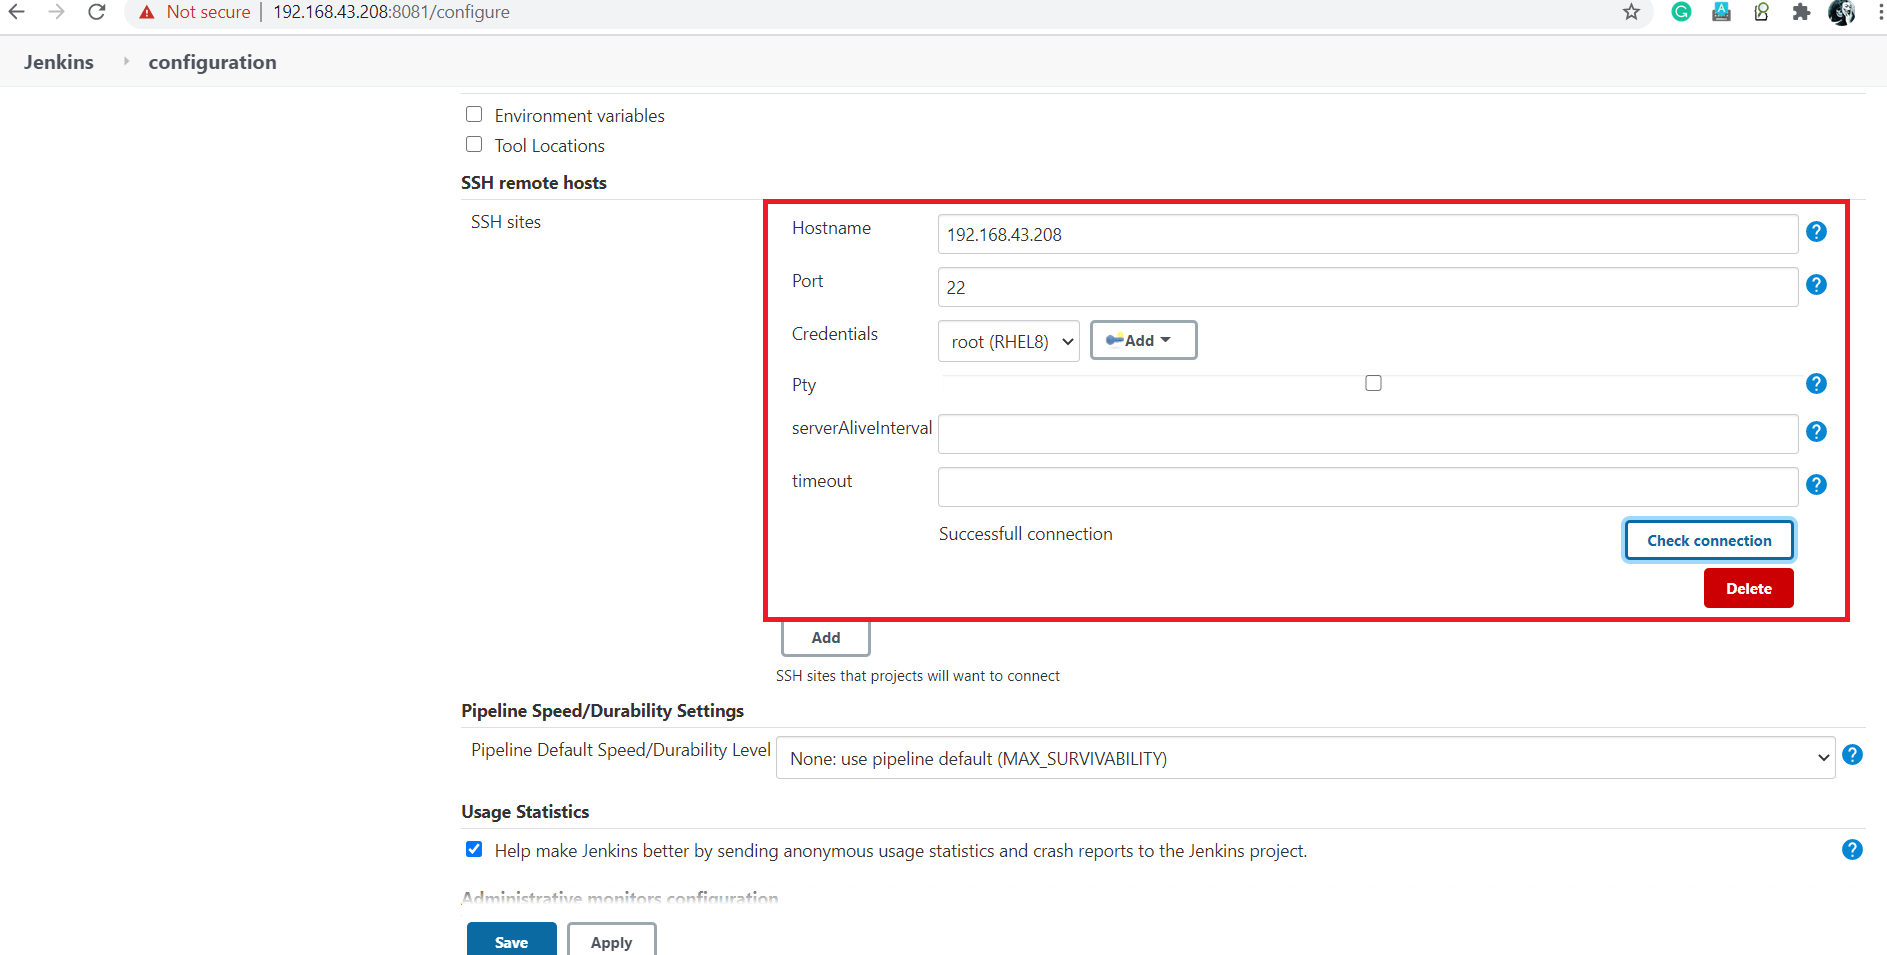 Not secure | 192.168.43.208:8081/configure
Jenkins configuration
Environment variables
Tool Locations
SSH remote hosts
SSH sites
Hostname 192.168.43.208 ?
Port 22 ?
Credentials root (RHEL8) Add
Pty ?
serverAliveInterval ?
timeout ?
Successfull connection Check connection
Delete
Add
SSH sites that projects will want to connect
Pipeline Speed/Durability Settings
Pipeline Default Speed/Durability Level None: use pipeline default (MAX_SURVIVABILITY) ?
Usage Statistics
Help make Jenkins better by sending anonymous usage statistics and crash reports to the Jenkins project. ?
Administrative monitors configuration
Save Apply